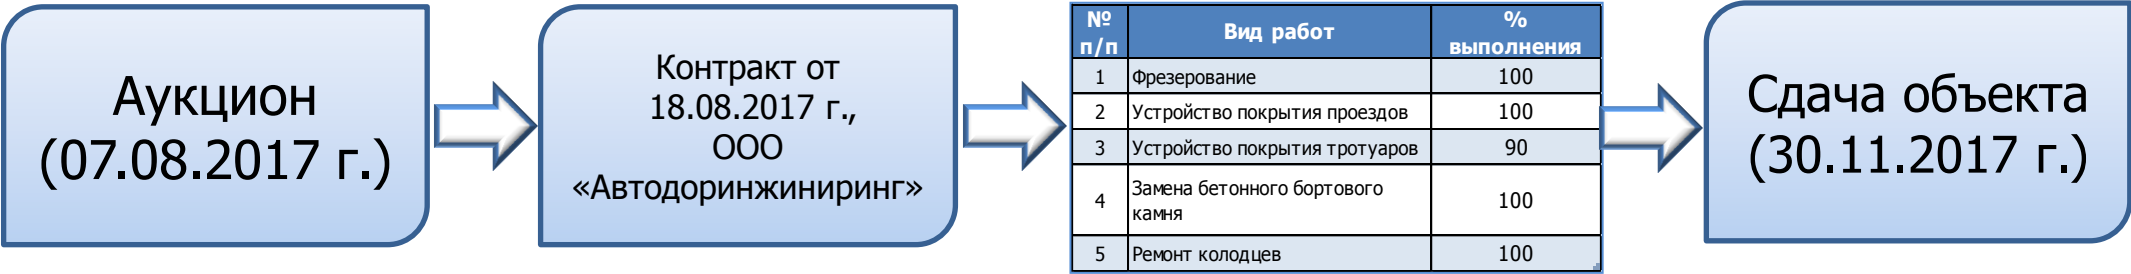 Аукцион
(07.08.2017 г.)
Контракт от
18.08.2017 г.,
ООО
«Автодоринжиниринг»
№ п/п Вид работ % выполнения
1 Фрезерование 100
2 Устройство покрытия проездов 100
3 Устройство покрытия тротуаров 90
4 Замена бетонного бортового камня 100
5 Ремонт колодцев 100
Сдача объекта
(30.11.2017 г.)